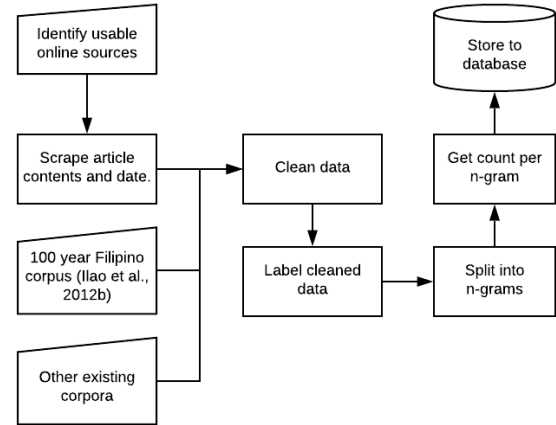 Identify usable
online sources
Scrape article
contents and date.
100 year Filipino
corpus (Ilao et al.,
2012b)
Other existing
corpora
Clean data
Label cleaned
data
Split into
n-grams
Get count per
n-gram
Store to
database